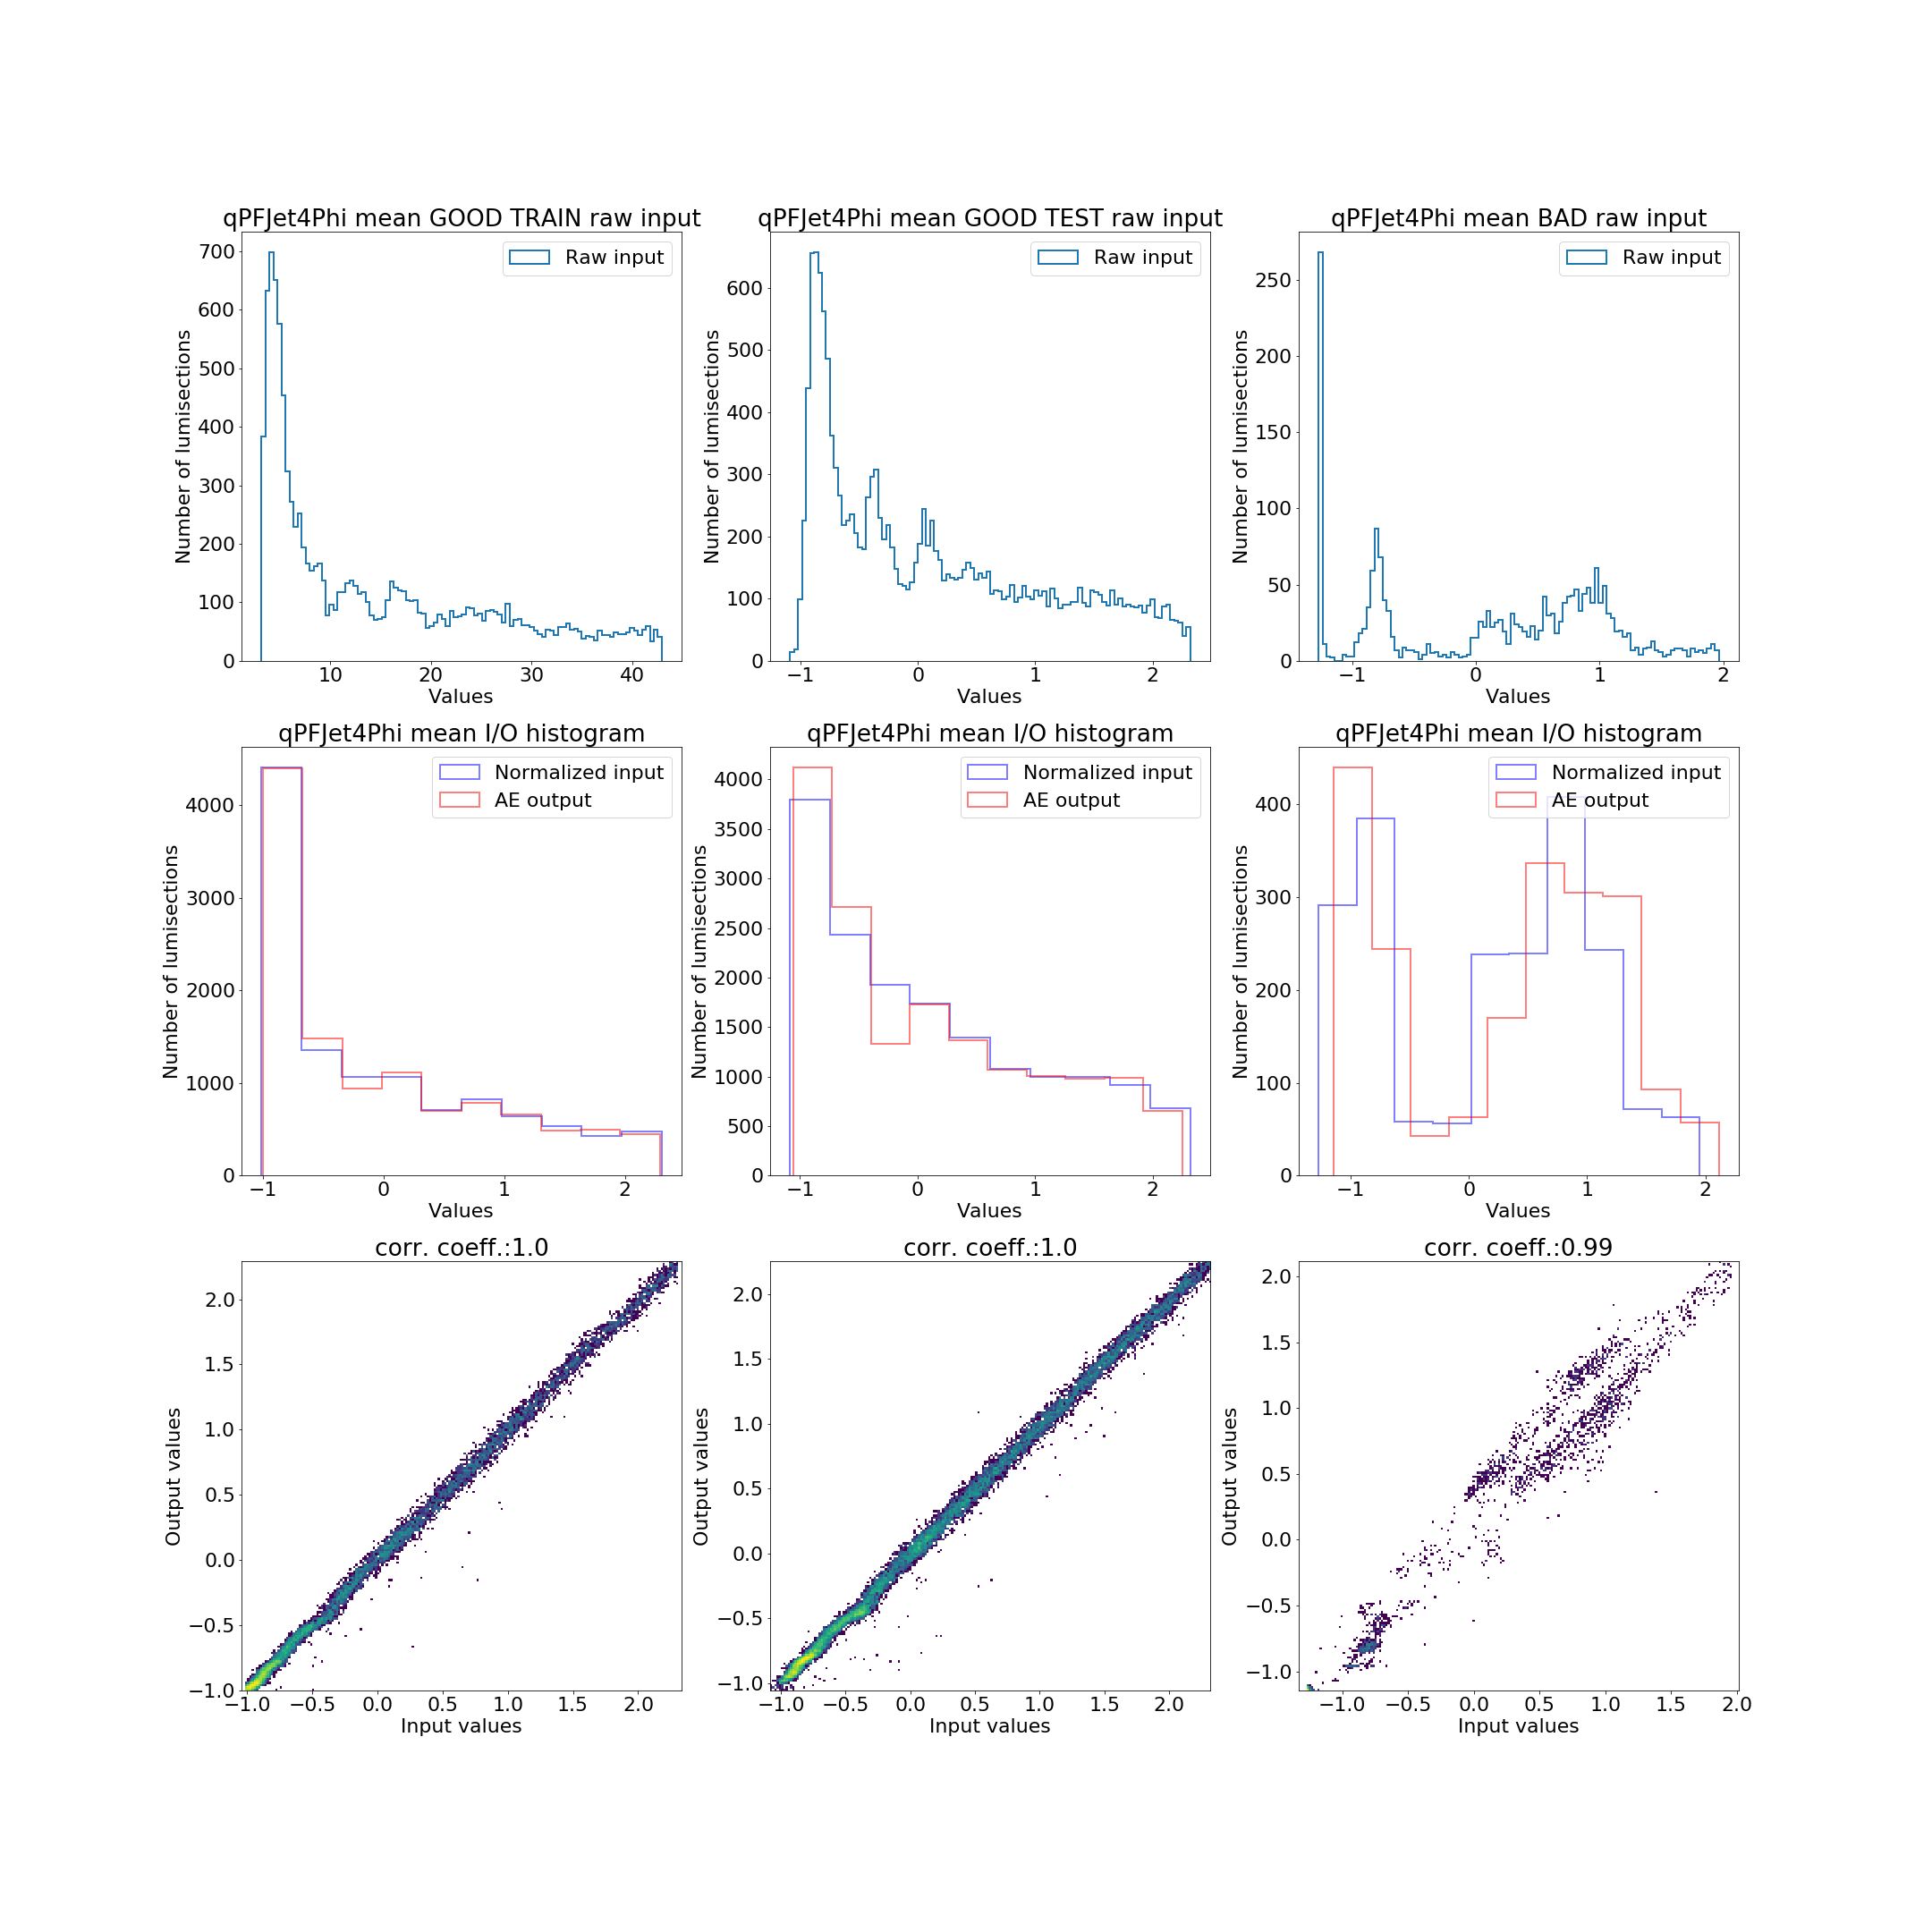 qPFJet4Phi mean GOOD TRAIN raw input
Raw input
Number of lumisections
0
100
200
300
400
500
600
700
10
20
30
40
Values
qPFJet4Phi mean GOOD TEST raw input
Raw input
Number of lumisections
0
100
200
300
400
500
600
−1
0
1
2
Values
qPFJet4Phi mean BAD raw input
Raw input
Number of lumisections
0
50
100
150
200
250
−1
0
1
2
Values
qPFJet4Phi mean I/O histogram
Normalized input
AE output
Number of lumisections
0
1000
2000
3000
4000
−1
0
1
2
Values
qPFJet4Phi mean I/O histogram
Normalized input
AE output
Number of lumisections
0
500
1000
1500
2000
2500
3000
3500
4000
−1
0
1
2
Values
qPFJet4Phi mean I/O histogram
Normalized input
AE output
Number of lumisections
0
100
200
300
400
−1
0
1
2
Values
corr. coeff.:1.0
Output values
−1.0
−0.5
0.0
0.5
1.0
1.5
2.0
−1.0
−0.5
0.0
0.5
1.0
1.5
2.0
Input values
corr. coeff.:1.0
Output values
−1.0
−0.5
0.0
0.5
1.0
1.5
2.0
−1.0
−0.5
0.0
0.5
1.0
1.5
2.0
Input values
corr. coeff.:0.99
Output values
−1.0
−0.5
0.0
0.5
1.0
1.5
2.0
−1.0
−0.5
0.0
0.5
1.0
1.5
2.0
Input values